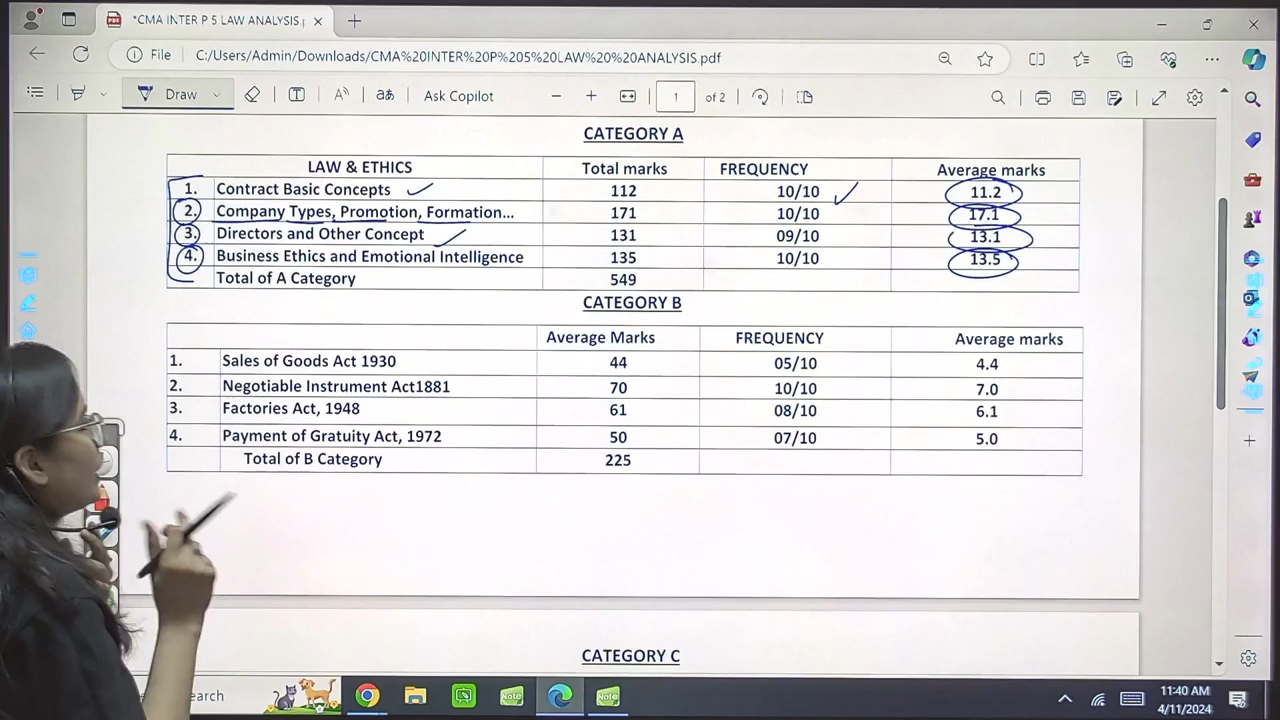 *CMA INTER P 5 LAW ANALYSIS
File C:/Users/Admin/Downloads/CMA%20INTER%20P%205%20LAW%20%20ANALYSIS.pdf
Draw aあ Ask Copilot 1 of 2
CATEGORY A
LAW & ETHICS Total marks FREQUENCY Average marks
1. Contract Basic Concepts 112 10/10 11.2
2. Company Types, Promotion, Formation... 171 10/10 17.1
3. Directors and Other Concept 131 09/10 13.1
4. Business Ethics and Emotional Intelligence 135 10/10 13.5
Total of A Category 549
CATEGORY B
Average Marks FREQUENCY Average marks
1. Sales of Goods Act 1930 44 05/10 4.4
2. Negotiable Instrument Act1881 70 10/10 7.0
3. Factories Act, 1948 61 08/10 6.1
4. Payment of Gratuity Act, 1972 50 07/10 5.0
Total of B Category 225
CATEGORY C
earch Note Note 11:40 AM
4/11/2024